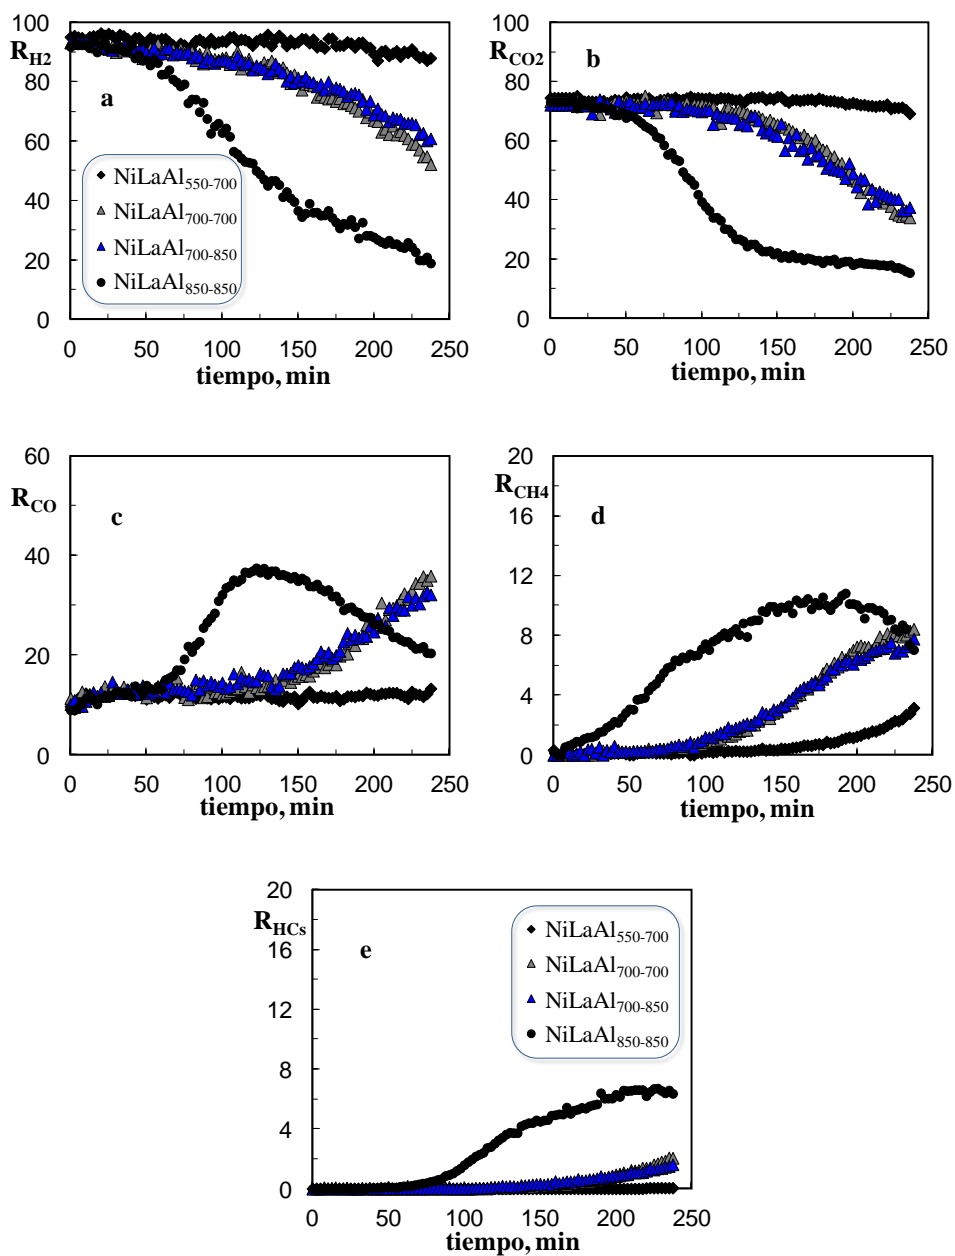 100
80
60
40
20
0
R_H2
a
NiLaAl550-700
NiLaAl700-700
NiLaAl700-850
NiLaAl850-850
0 50 100 150 200 250
tiempo, min
100
80
60
40
20
0
R_CO2
b
0 50 100 150 200 250
tiempo, min
60
40
20
0
R_CO
c
0 50 100 150 200 250
tiempo, min
20
16
12
8
4
0
R_CH4
d
0 50 100 150 200 250
tiempo, min
20
16
12
8
4
0
R_HCs
e
NiLaAl550-700
NiLaAl700-700
NiLaAl700-850
NiLaAl850-850
0 50 100 150 200 250
tiempo, min